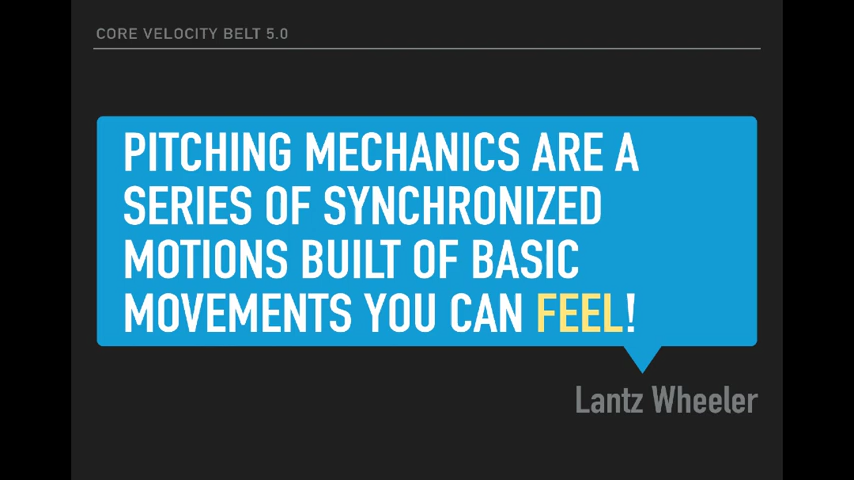 CORE VELOCITY BELT 5.0
PITCHING MECHANICS ARE A
SERIES OF SYNCHRONIZED
MOTIONS BUILT OF BASIC
MOVEMENTS YOU CAN FEEL!
Lantz Wheeler